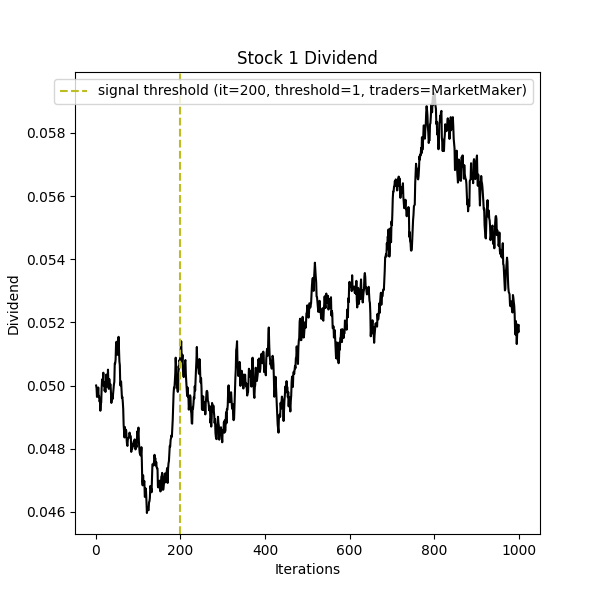 Stock 1 Dividend
signal threshold (it=200, threshold=1, traders=MarketMaker)
0.058
0.056
0.054
0.052
0.050
0.048
0.046
Dividend
0 200 400 600 800 1000
Iterations